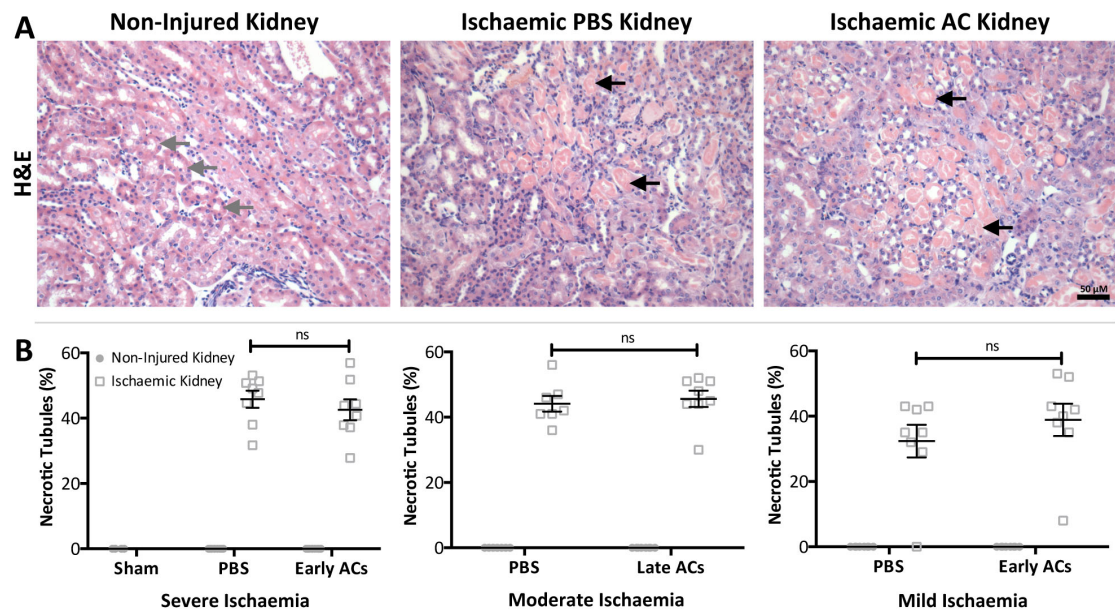 A
Non-Injured Kidney
Ischaemic PBS Kidney
Ischaemic AC Kidney
H&E
50 μM
B
Necrotic Tubules (%)
60
40
20
0
Non-Injured Kidney
Ischaemic Kidney
ns
Sham
PBS
Early ACs
Severe Ischaemia
Necrotic Tubules (%)
60
40
20
0
ns
PBS
Late ACs
Moderate Ischaemia
Necrotic Tubules (%)
60
40
20
0
ns
PBS
Early ACs
Mild Ischaemia